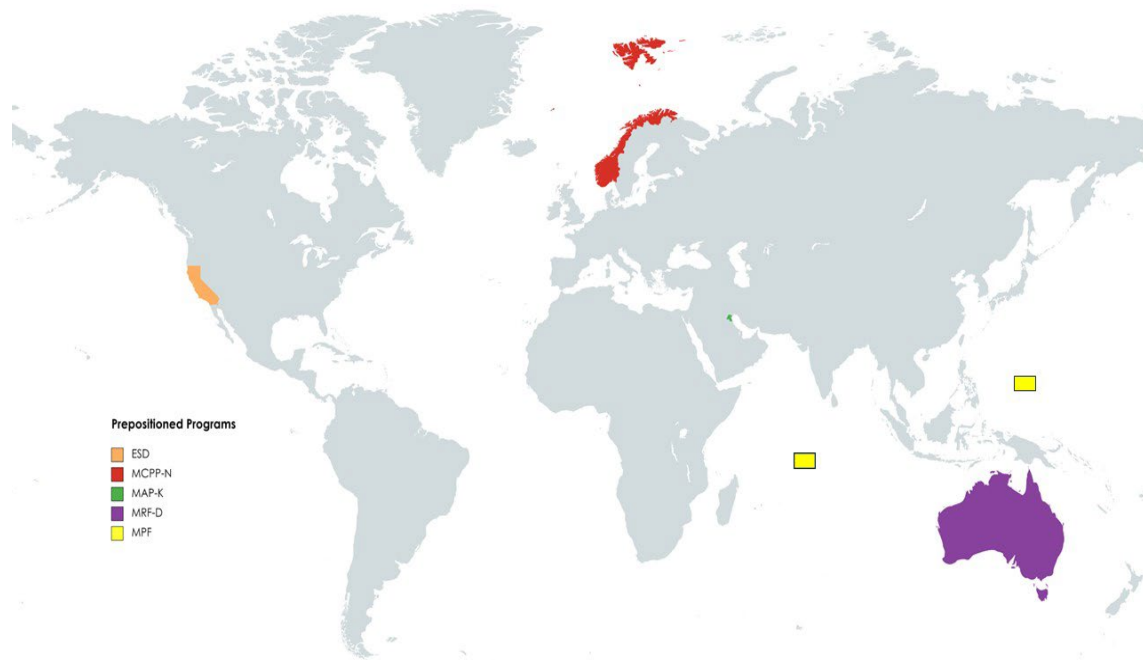 Prepositioned Programs
ESD
MCPP-N
MAP-K
MRF-D
MPF